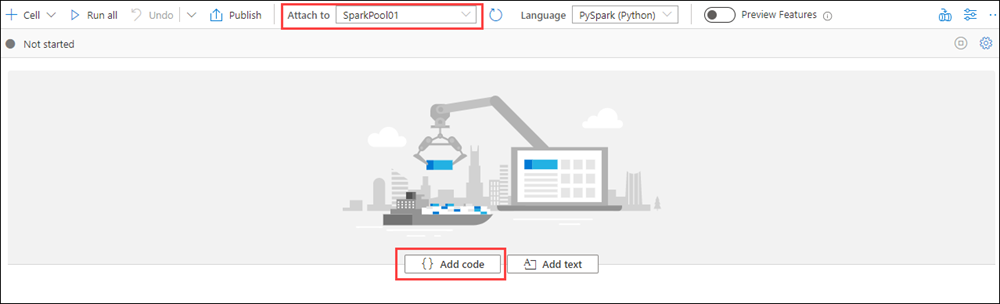 Cell Run all Undo Publish Attach to SparkPool01 Language PySpark (Python) Preview Features
Not started
{} Add code Add text